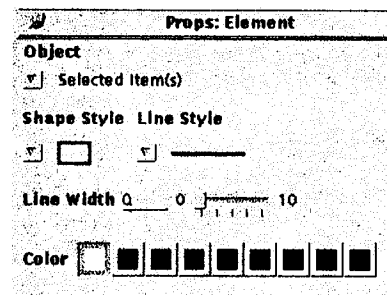 Props: Element
Object
Selected Item(s)
Shape Style Line Style
Line Width 0 0 10
Color